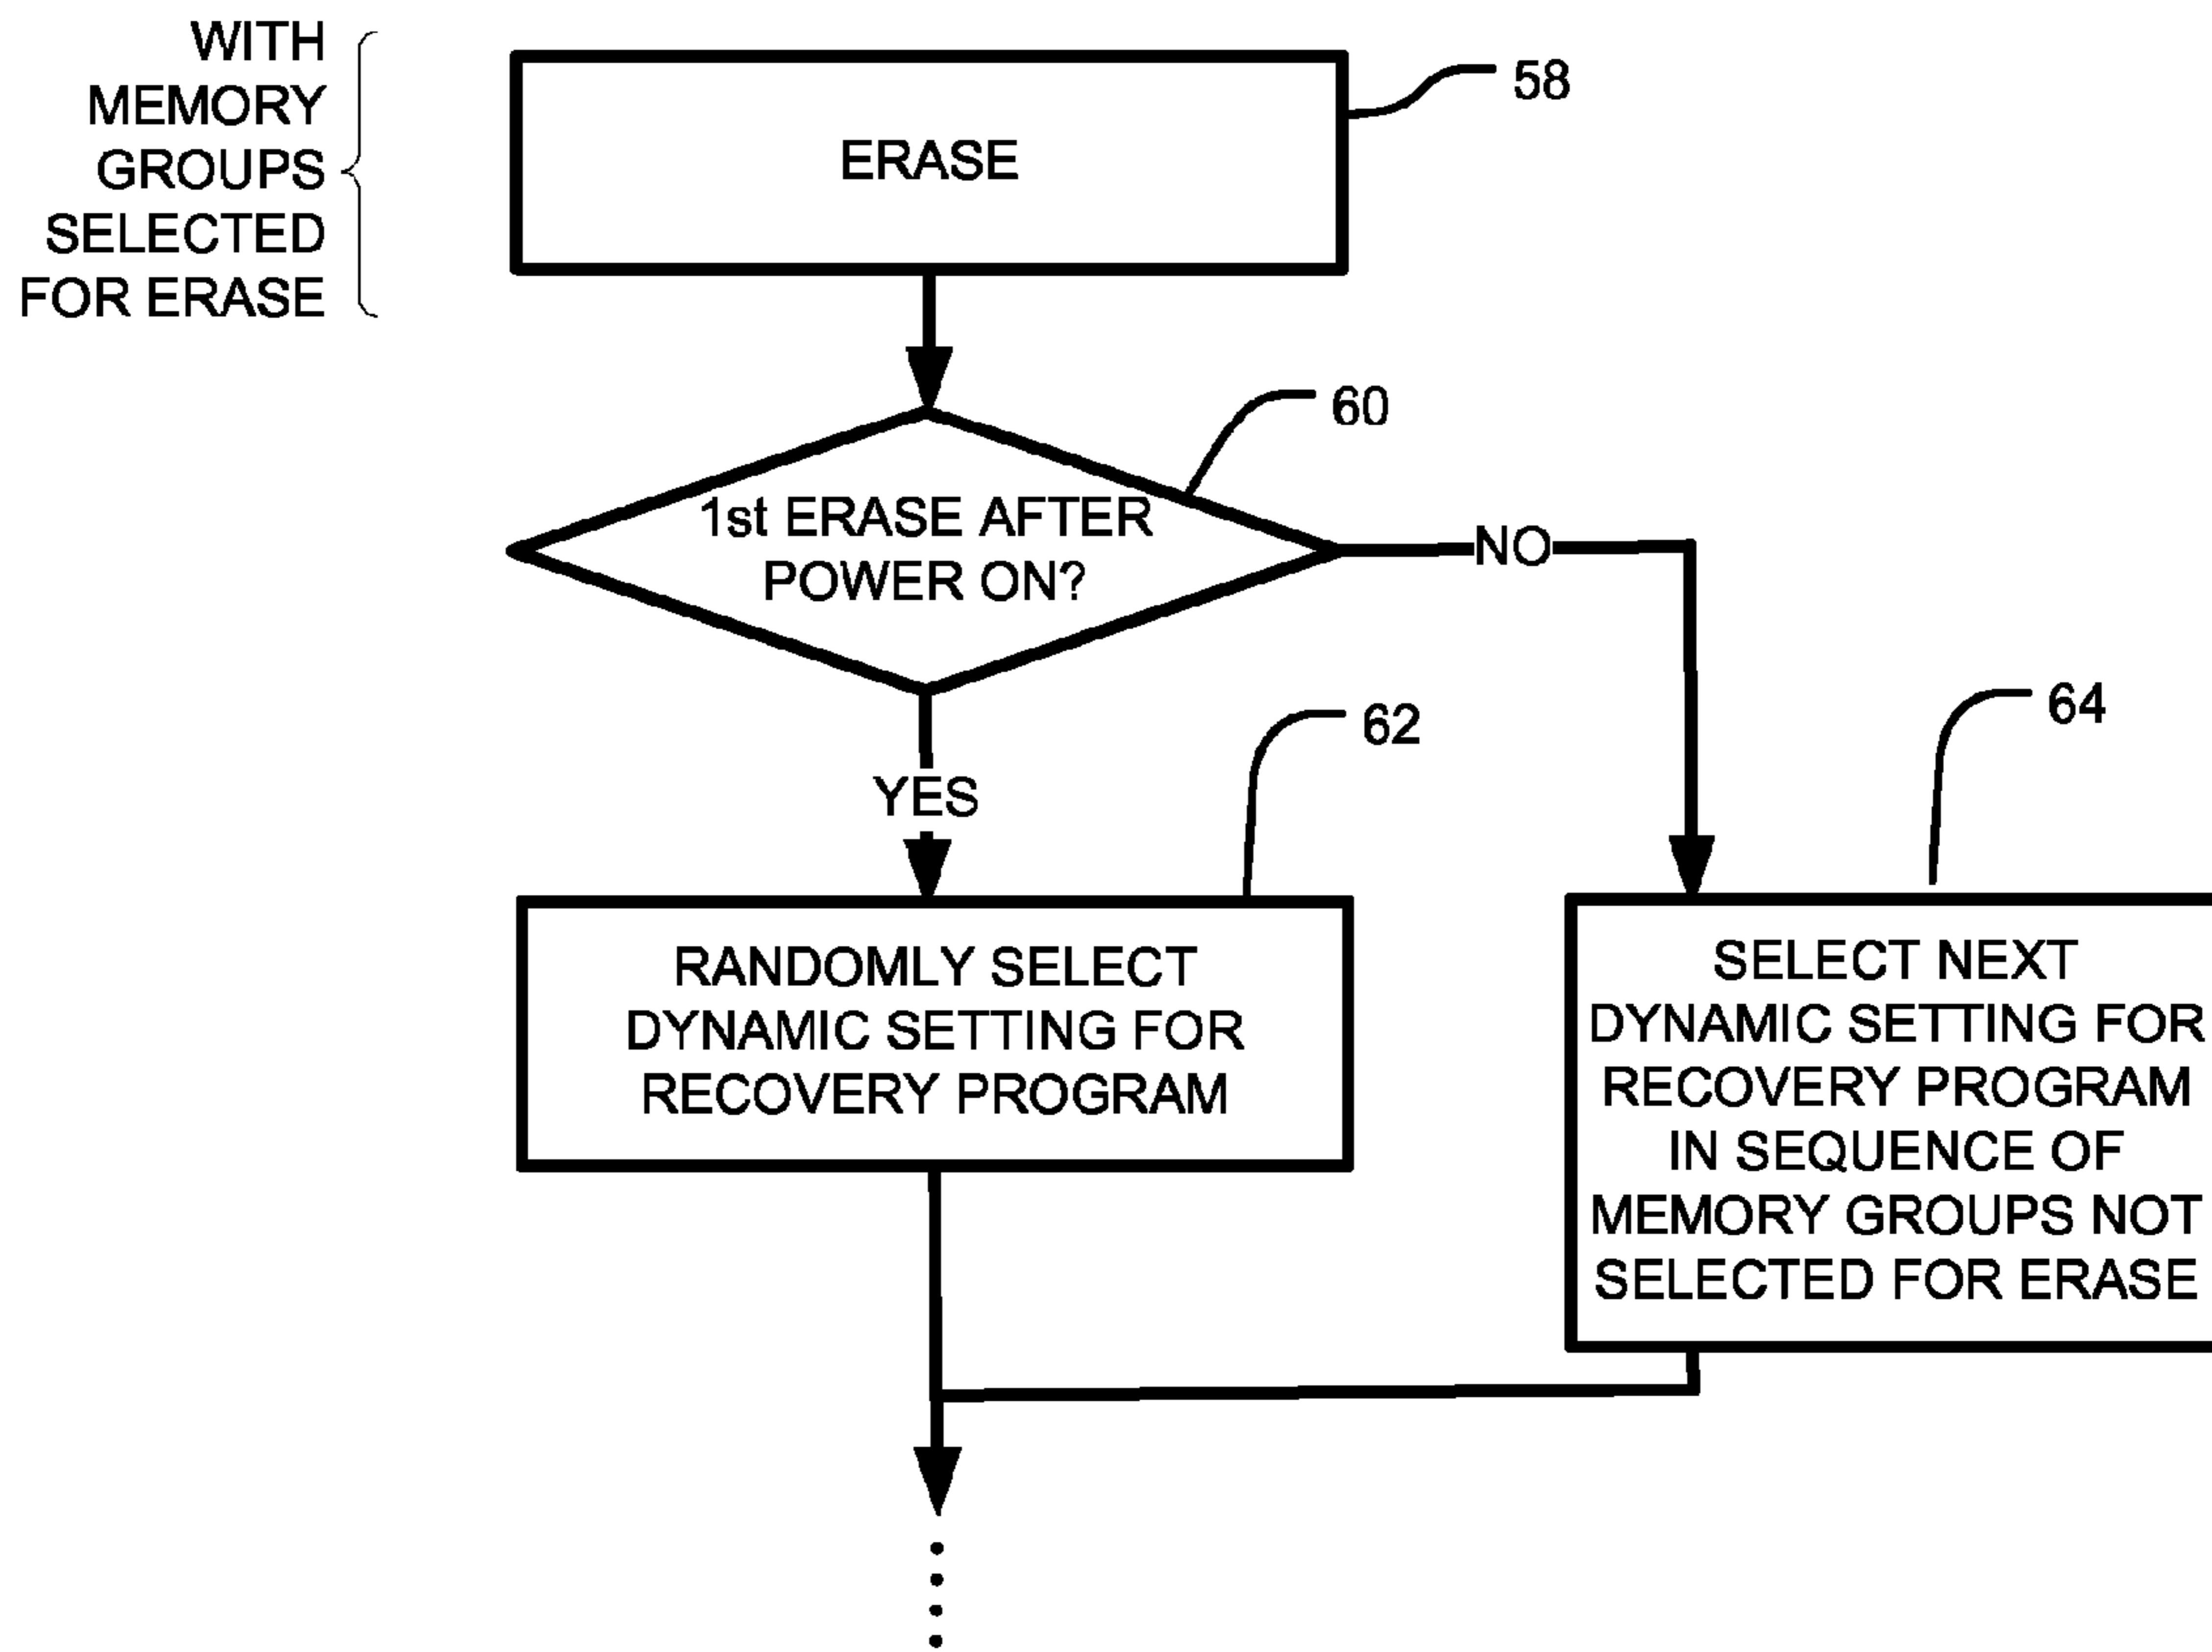 WITH
MEMORY
GROUPS
SELECTED
FOR ERASE
ERASE
58
1st ERASE AFTER
POWER ON?
60
NO
YES
62
RANDOMLY SELECT
DYNAMIC SETTING FOR
RECOVERY PROGRAM
64
SELECT NEXT
DYNAMIC SETTING FOR
RECOVERY PROGRAM
IN SEQUENCE OF
MEMORY GROUPS NOT
SELECTED FOR ERASE